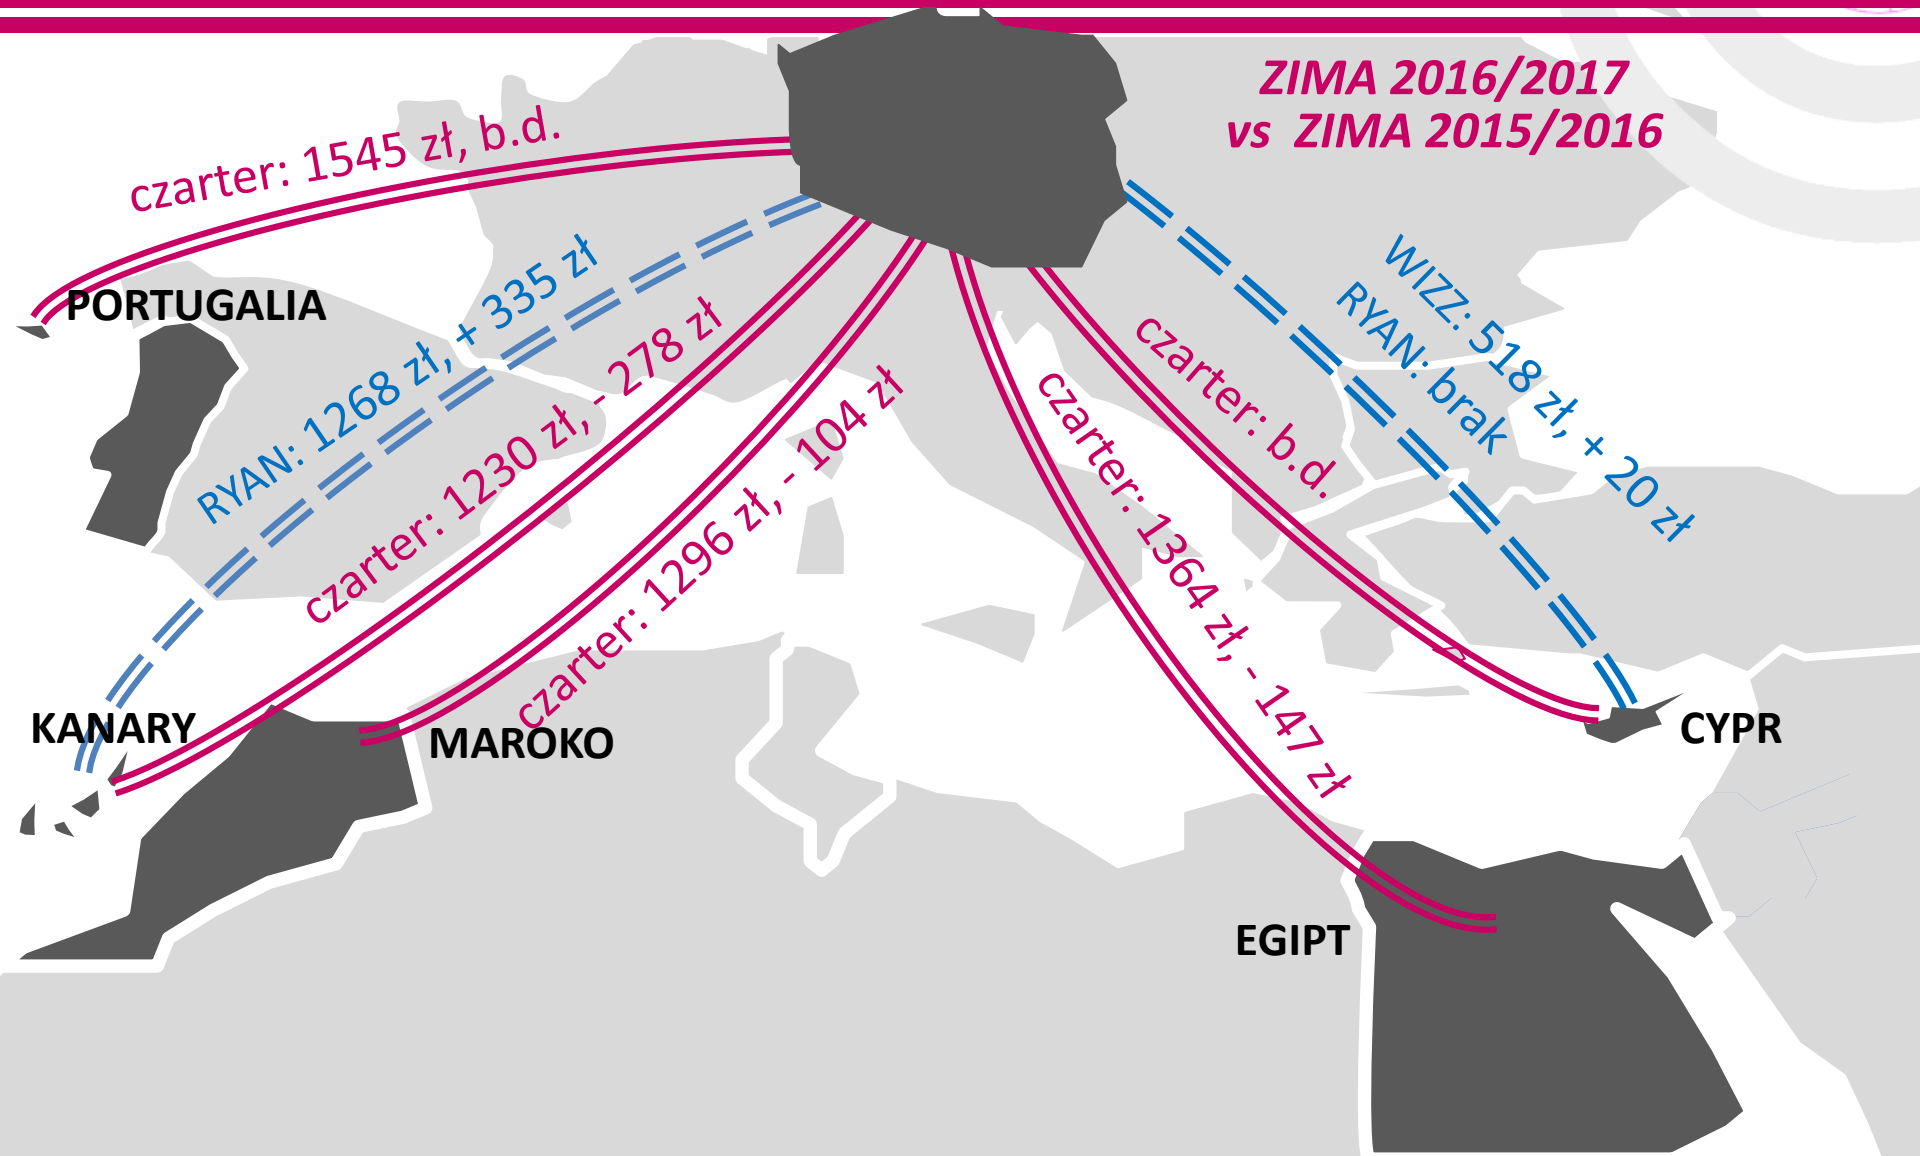 ZIMA 2016/2017
vs ZIMA 2015/2016
czarter: 1545 zł, b.d.
PORTUGALIA
RYAN: 1268 zł, + 335 zł
czarter: 1230 zł, - 278 zł
KANARY
czarter: 1296 zł, - 104 zł
MAROKO
czarter: 1364 zł, - 147 zł
EGIPT
czarter: b.d.
WIZZ: 518 zł, + 20 zł
RYAN: brak
CYPR